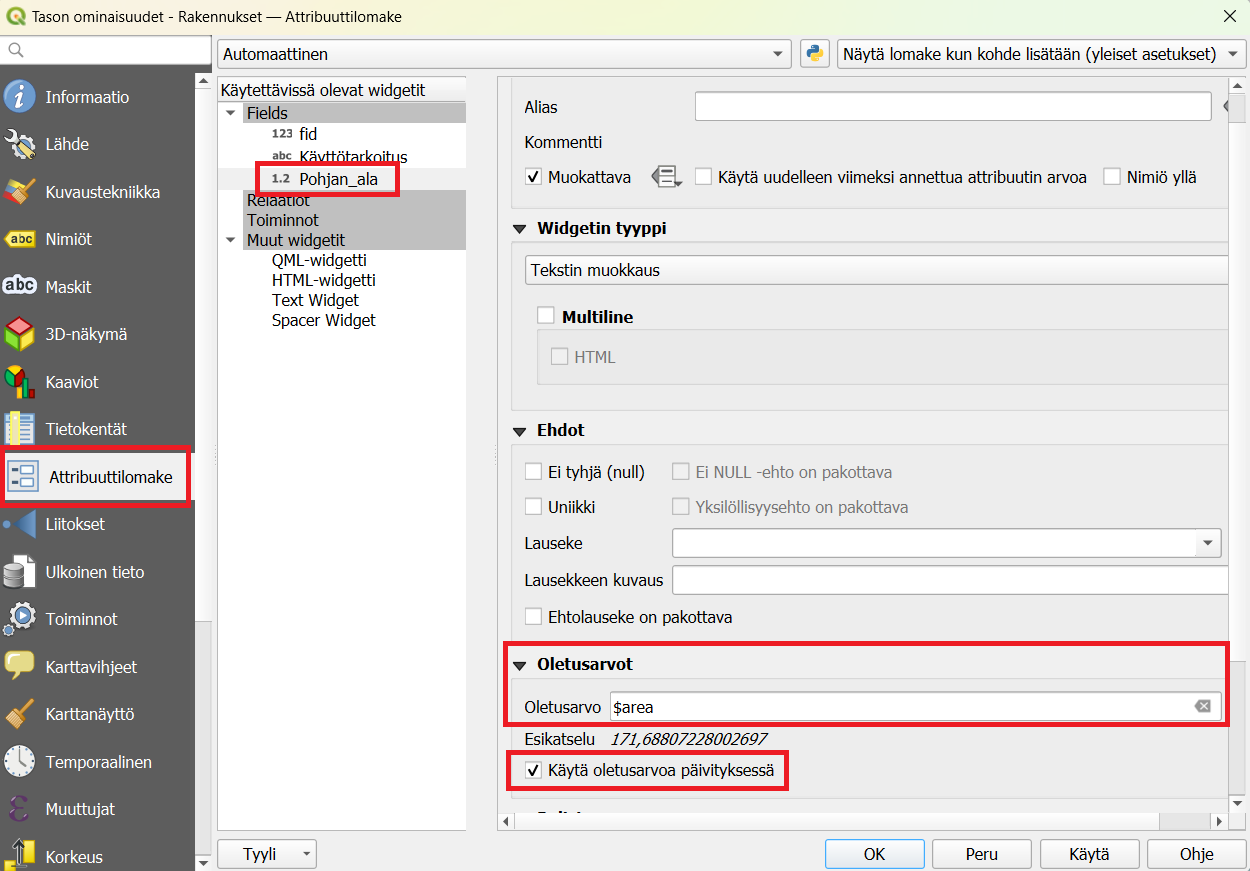 Tason ominaisuudet - Rakennukset — Attribuuttilomake
Automaattinen
Näytä lomake kun kohde lisätään (yleiset asetukset)
Informaatio
Lähde
Kuvaustekniikka
abc Nimiöt
abc Maskit
3D-näkymä
Kaaviot
Tietokentät
Attribuuttilomake
Liitokset
Ulkoinen tieto
Toiminnot
Karttavihjeet
Karttanäyttö
Temporaalinen
Muuttujat
Korkeus
Käytettävissä olevat widgetit
Fields
123 fid
abc Käyttötarkoitus
1.2 Pohjan_ala
Relaatiot
Toiminnot
Muut widgetit
QML-widgetti
HTML-widgetti
Text Widget
Spacer Widget
Alias
Kommentti
Muokattava Käytä uudelleen viimeksi annettua attribuutin arvoa Nimiö yllä
Widgetin tyyppi
Tekstin muokkaus
Multiline
HTML
Ehdot
Ei tyhjä (null) Ei NULL -ehto on pakottava
Uniikki Yksilöllisyysehto on pakottava
Lauseke
Lausekkeen kuvaus
Ehtolauseke on pakottava
Oletusarvot
Oletusarvo $area
Esikatselu 171,68807228002697
Käytä oletusarvoa päivityksessä
Tyyli OK Peru Käytä Ohje